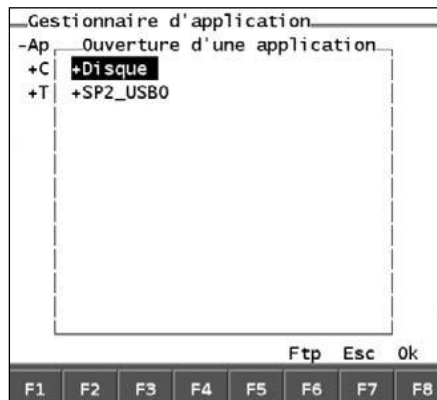 Gestionnaire d'application
-Ap
Ouverture d'une application
+C
+Disque
+T
+SP2_USB0
Ftp Esc Ok
F1 F2 F3 F4 F5 F6 F7 F8